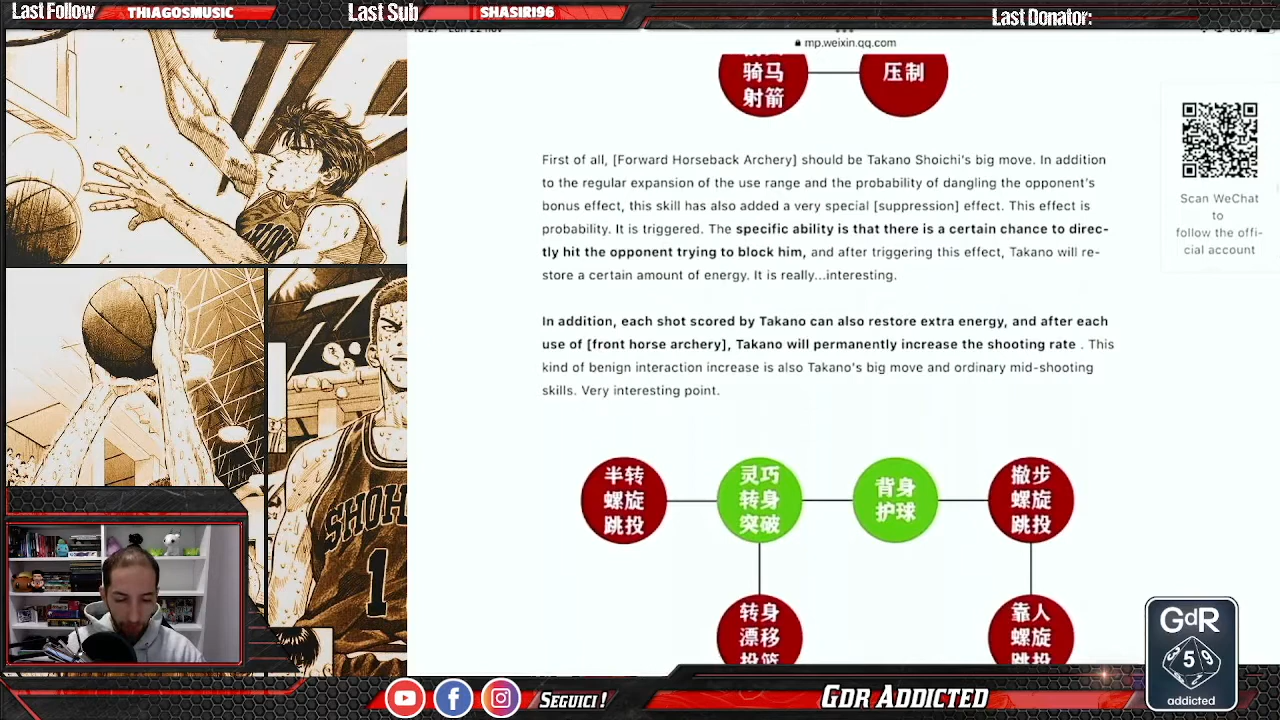 Last Follow
THIAGOSMUSIC
Last Sub
SHASIRI96
Last Donator:
mp.weixin.qq.com
骑马
射箭
压制
First of all, [Forward Horseback Archery] should be Takano Shoichi's big move. In addition
to the regular expansion of the use range and the probability of dangling the opponent's
bonus effect, this skill has also added a very special [suppression] effect. This effect is
probability. It is triggered. The specific ability is that there is a certain chance to direc-
tly hit the opponent trying to block him, and after triggering this effect, Takano will re-
store a certain amount of energy. It is really...interesting.
In addition, each shot scored by Takano can also restore extra energy, and after each
use of [front horse archery], Takano will permanently increase the shooting rate . This
kind of benign interaction increase is also Takano's big move and ordinary mid-shooting
skills. Very interesting point.
Scan WeChat
to
follow the offi-
cial account
半转
螺旋
跳投
灵巧
转身
突破
背身
护球
撤步
螺旋
跳投
转身
漂移
投篮
靠人
螺旋
跳投
SHOH
1
GdR
5
9
addicted
SEGUICI !
GDR ADDICTED